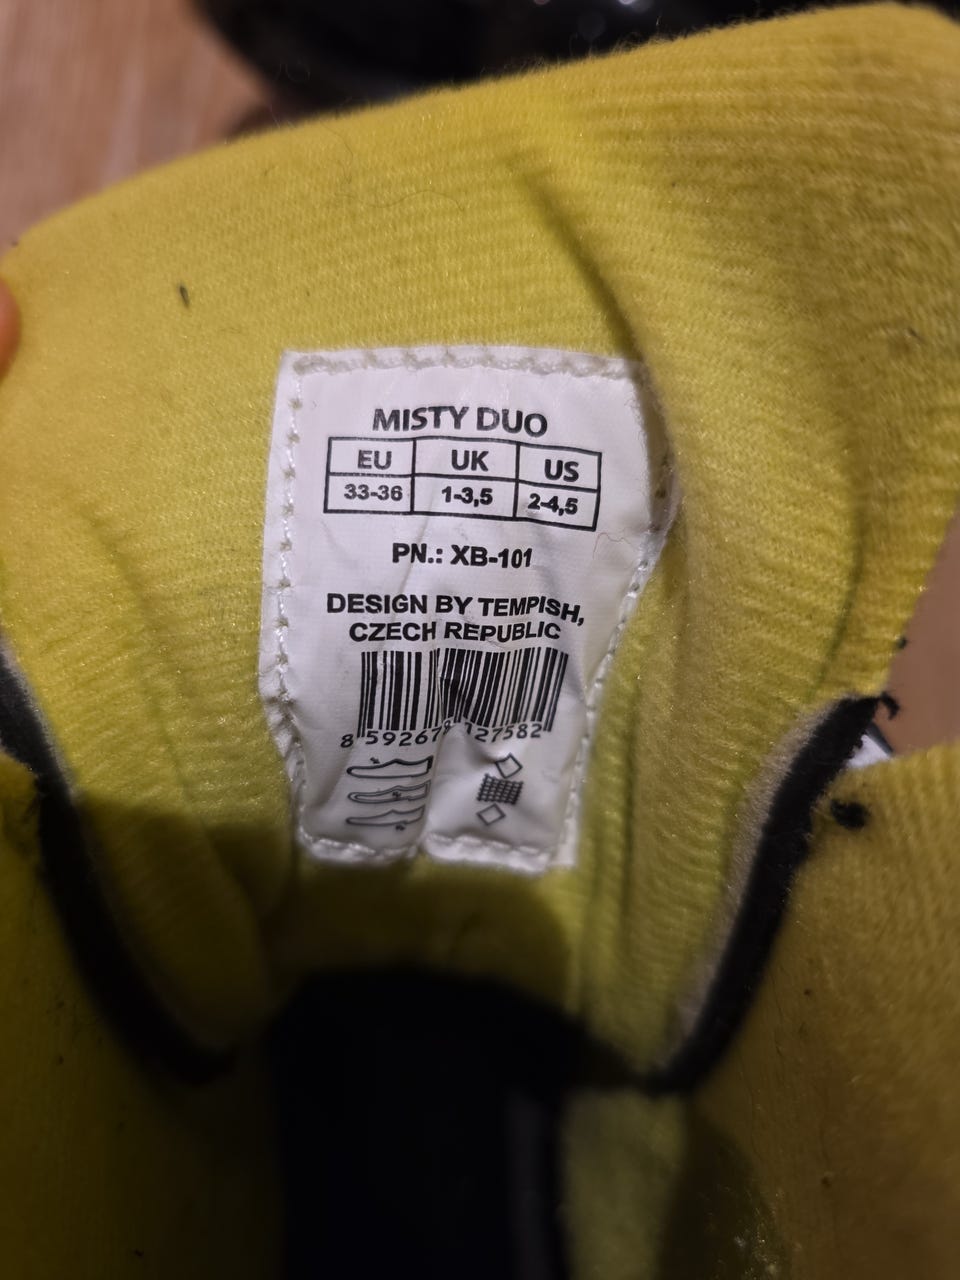 MISTY DUO
EU UK US
33-36 1-3,5 2-4,5
PN.: XB-101
DESIGN BY TEMPISH,
CZECH REPUBLIC